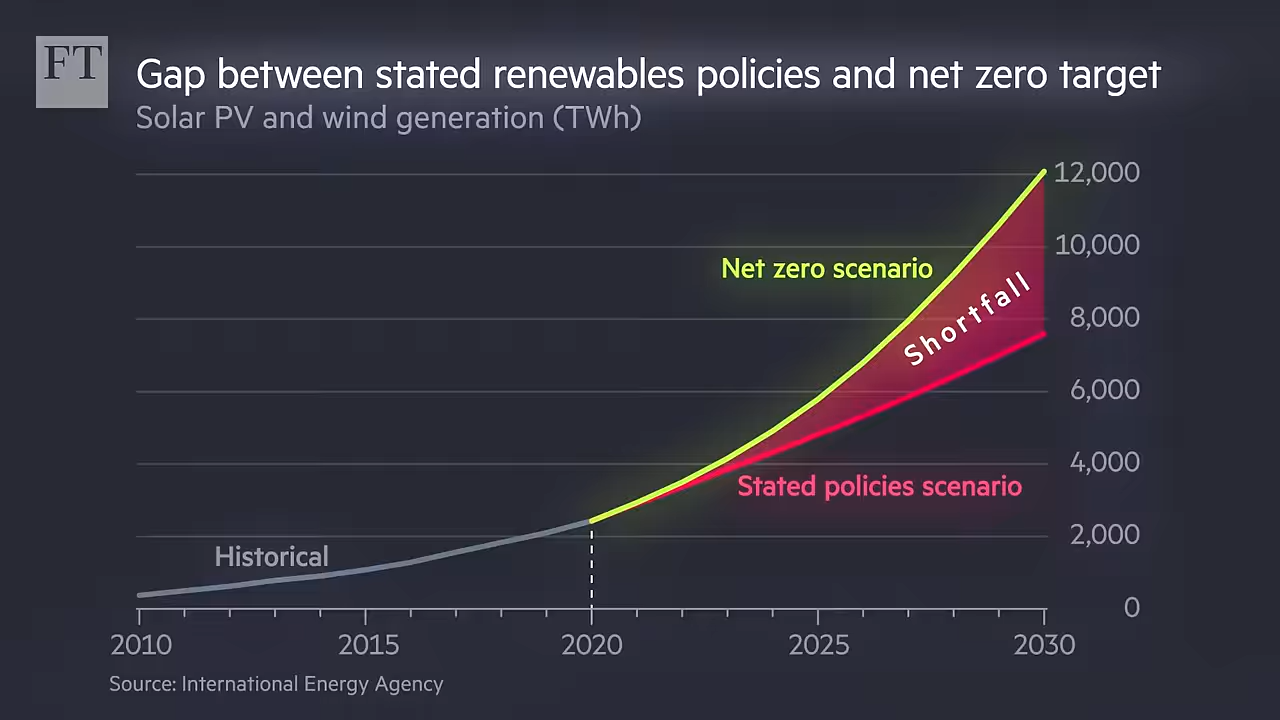 FT
Gap between stated renewables policies and net zero target
Solar PV and wind generation (TWh)
12,000
10,000
Net zero scenario
Shortfall
8,000
6,000
4,000
Stated policies scenario
2,000
Historical
0
2010 2015 2020 2025 2030
Source: International Energy Agency